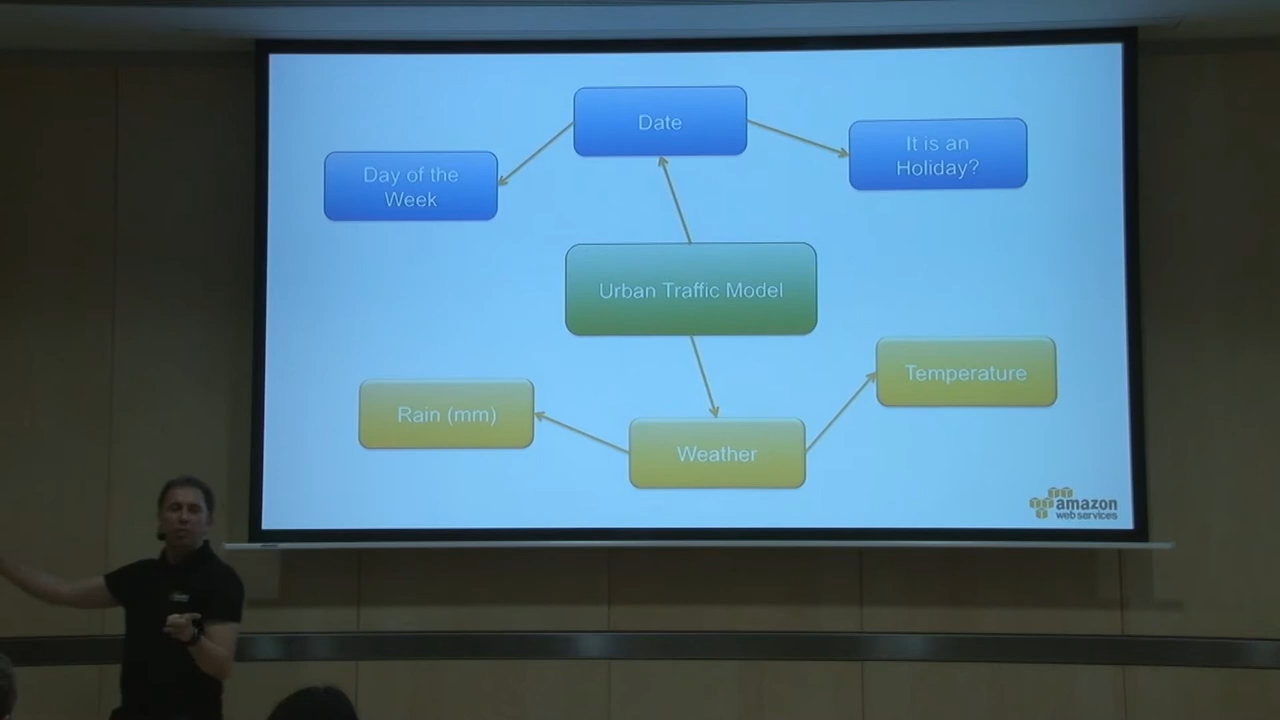 Date
It is an
Holiday?
Day of the
Week
Urban Traffic Model
Temperature
Rain (mm)
Weather
amazon
web services